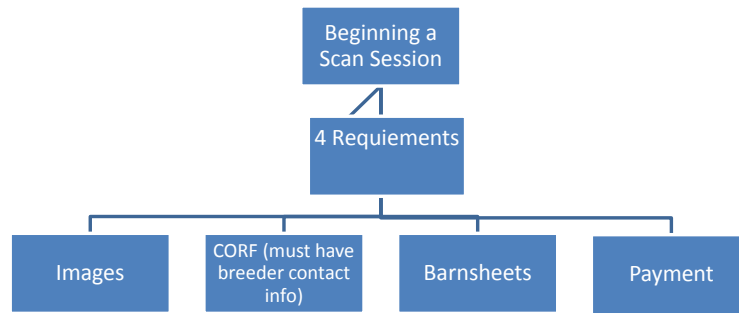 Beginning a
Scan Session
4 Requiements
Images
CORF (must have
breeder contact
info)
Barnsheets
Payment